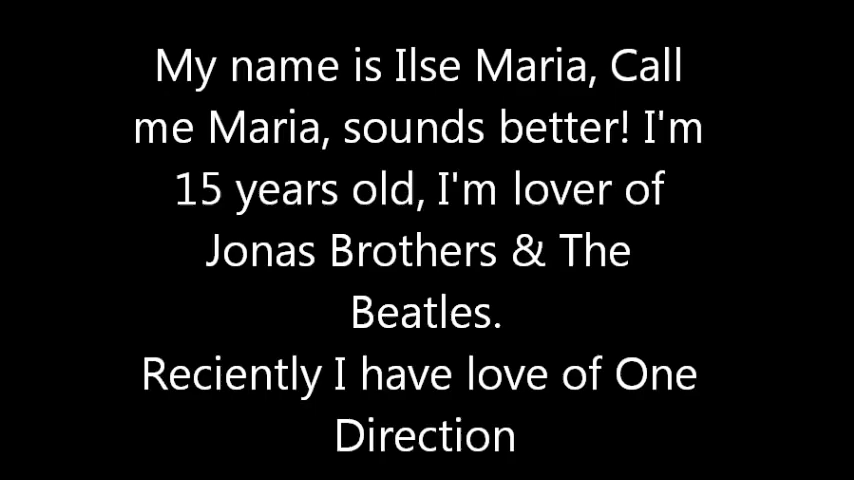 My name is Ilse Maria, Call
me Maria, sounds better! I'm
15 years old, I'm lover of
Jonas Brothers & The
Beatles.
Reciently I have love of One
Direction